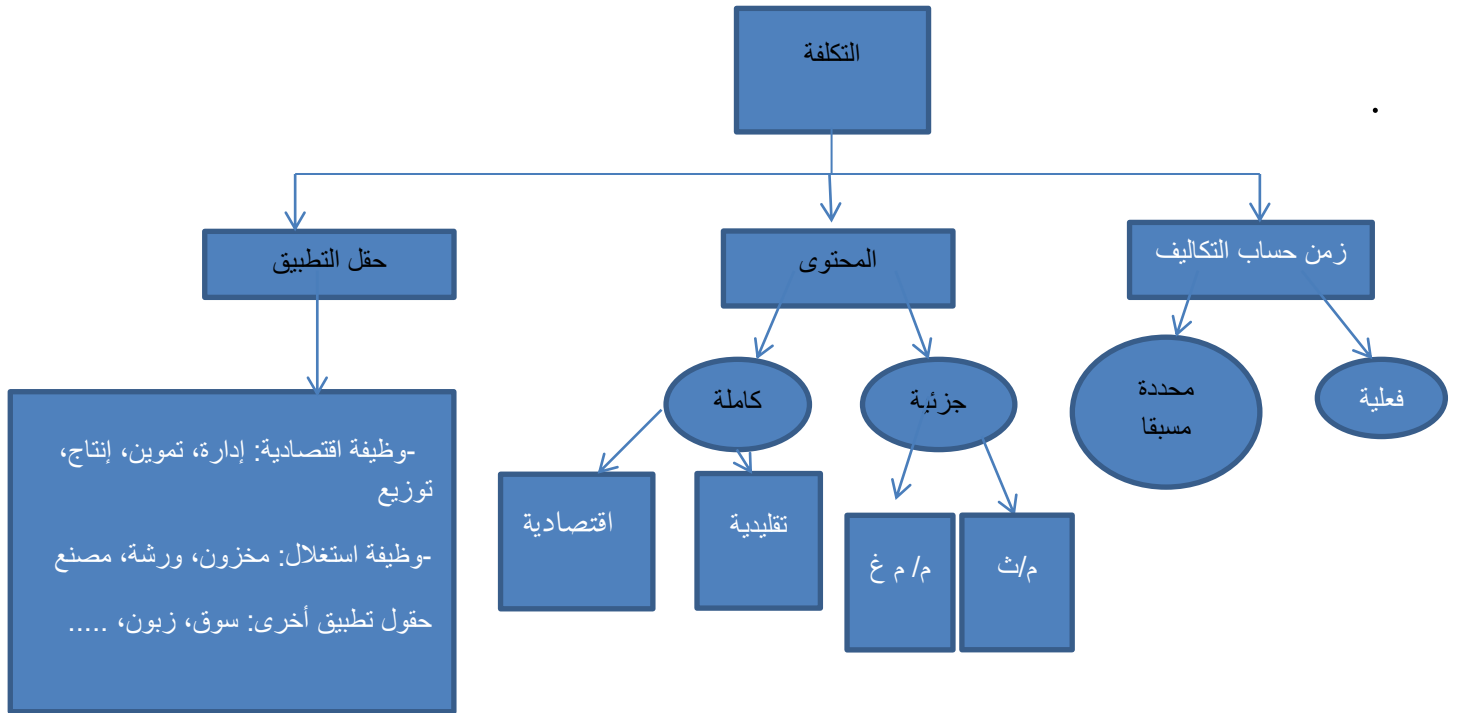 التكلفة
.
زمن حساب التكاليف
المحتوى
حقل التطبيق
فعلية
محددة
مسبقا
جزئية
كاملة
م/ث
م/ م غ
تقليدية
اقتصادية
-وظيفة اقتصادية: إدارة، تموين، إنتاج،
توزيع
-وظيفة استغلال: مخزون، ورشة، مصنع
حقول تطبيق أخرى: سوق، زبون، .....